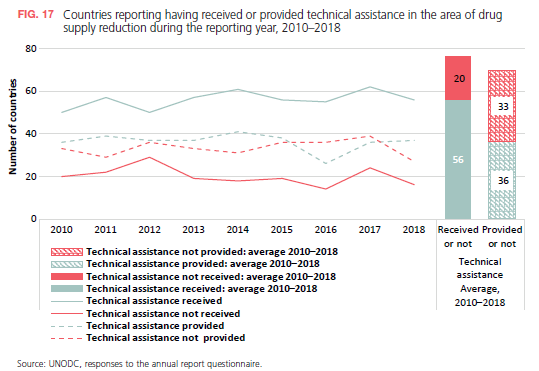 FIG. 17 Countries reporting having received or provided technical assistance in the area of drug
supply reduction during the reporting year, 2010–2018
Number of countries
80
60
40
20
0
2010 2011 2012 2013 2014 2015 2016 2017 2018
20
56
33
36
Received Provided
or not or not
Technical
assistance
Average,
2010–2018
Technical assistance not provided: average 2010–2018
Technical assistance provided: average 2010–2018
Technical assistance not received: average 2010–2018
Technical assistance received: average 2010–2018
Technical assistance received
Technical assistance not received
Technical assistance provided
Technical assistance not provided
Source: UNODC, responses to the annual report questionnaire.